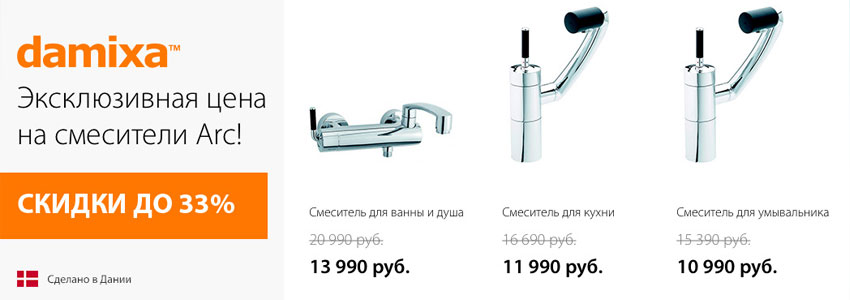 damixa™
Эксклюзивная цена
на смесители Arc!
СКИДКИ ДО 33%
Сделано в Дании
Смеситель для ванны и душа
20 990 руб.
13 990 руб.
Смеситель для кухни
16 690 руб.
11 990 руб.
Смеситель для умывальника
15 390 руб.
10 990 руб.